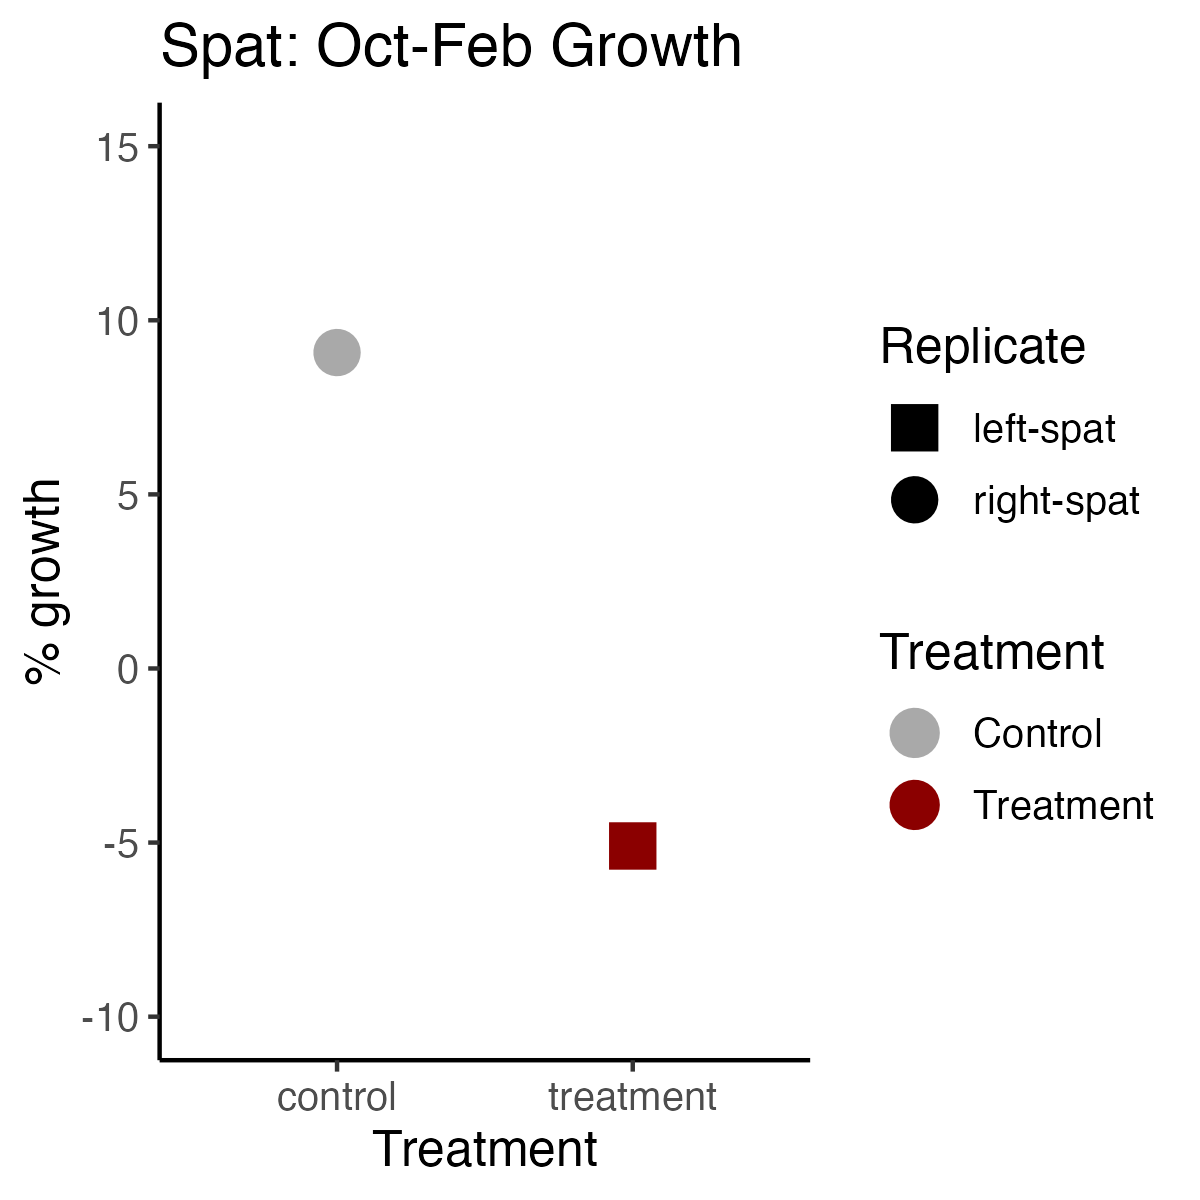 Spat: Oct-Feb Growth
% growth
15
10
5
0
-5
-10
control
treatment
Treatment
Replicate
left-spat
right-spat
Treatment
Control
Treatment